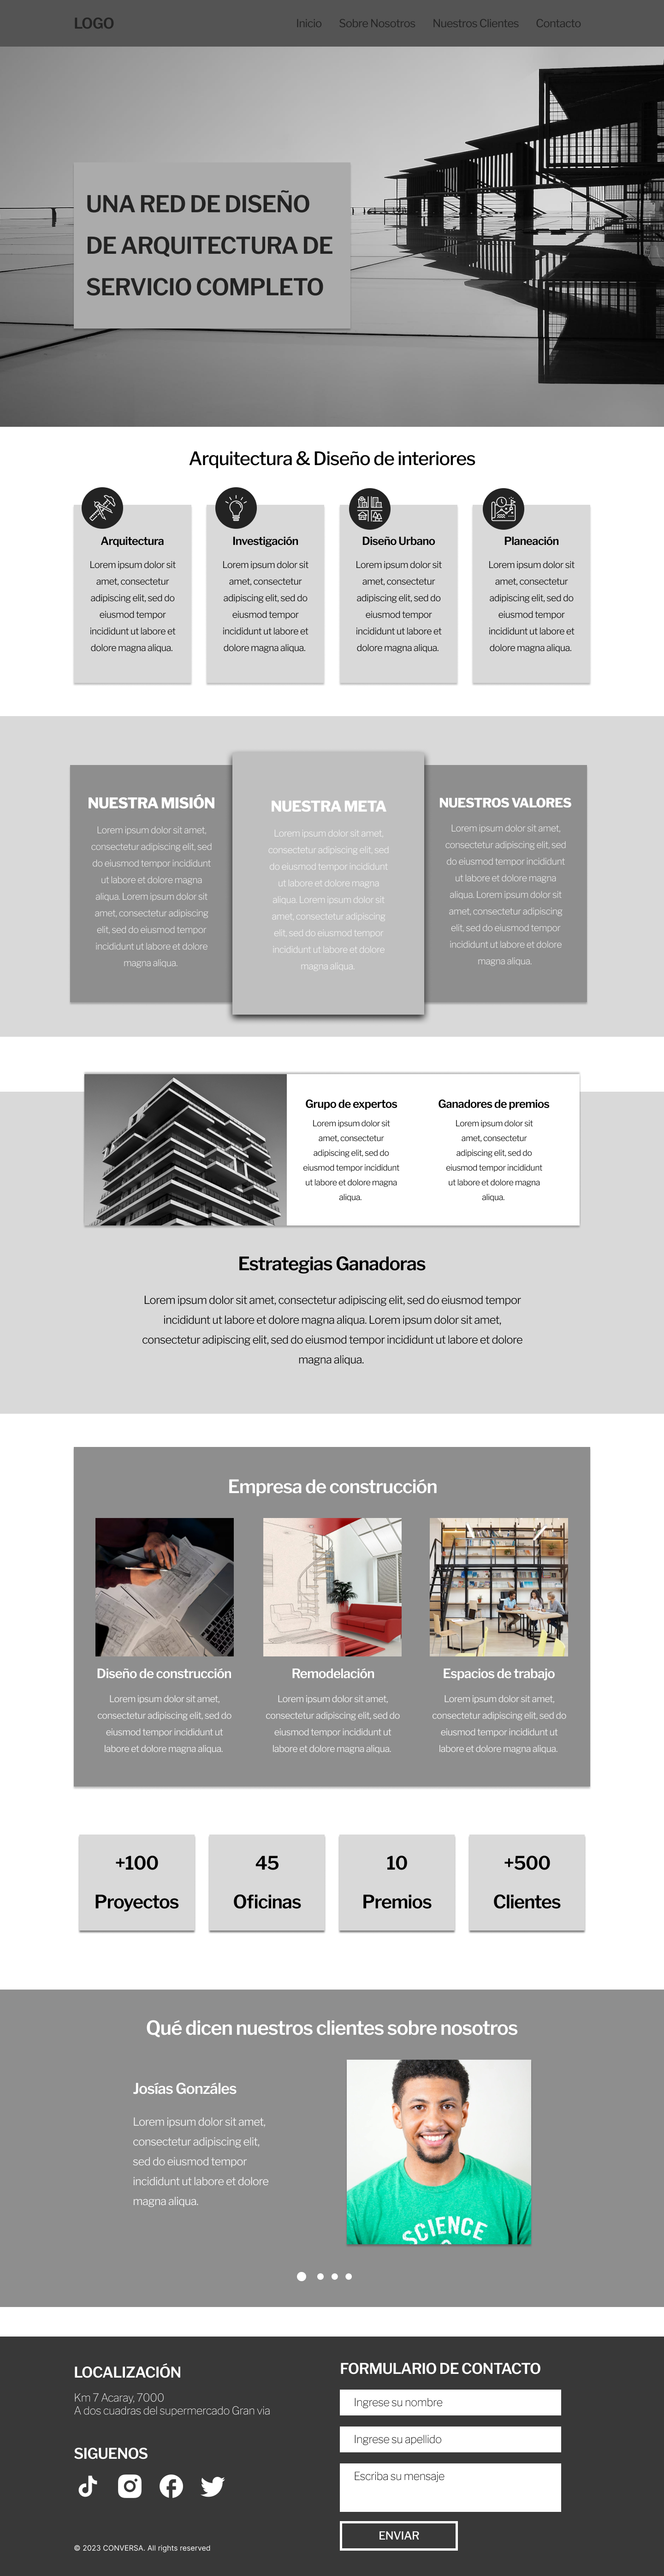 LOGO
Inicio Sobre Nosotros Nuestros Clientes Contacto
UNA RED DE DISEÑO
DE ARQUITECTURA DE
SERVICIO COMPLETO
Arquitectura & Diseño de interiores
Arquitectura
Lorem ipsum dolor sit
amet, consectetur
adipiscing elit, sed do
eiusmod tempor
incididunt ut labore et
dolore magna aliqua.
Investigación
Lorem ipsum dolor sit
amet, consectetur
adipiscing elit, sed do
eiusmod tempor
incididunt ut labore et
dolore magna aliqua.
Diseño Urbano
Lorem ipsum dolor sit
amet, consectetur
adipiscing elit, sed do
eiusmod tempor
incididunt ut labore et
dolore magna aliqua.
Planeación
Lorem ipsum dolor sit
amet, consectetur
adipiscing elit, sed do
eiusmod tempor
incididunt ut labore et
dolore magna aliqua.
NUESTRA MISIÓN
Lorem ipsum dolor sit amet,
consectetur adipiscing elit, sed
do eiusmod tempor incididunt
ut labore et dolore magna
aliqua. Lorem ipsum dolor sit
amet, consectetur adipiscing
elit, sed do eiusmod tempor
incididunt ut labore et dolore
magna aliqua.
NUESTRA META
Lorem ipsum dolor sit amet,
consectetur adipiscing elit, sed
do eiusmod tempor incididunt
ut labore et dolore magna
aliqua. Lorem ipsum dolor sit
amet, consectetur adipiscing
elit, sed do eiusmod tempor
incididunt ut labore et dolore
magna aliqua.
NUESTROS VALORES
Lorem ipsum dolor sit amet,
consectetur adipiscing elit, sed
do eiusmod tempor incididunt
ut labore et dolore magna
aliqua. Lorem ipsum dolor sit
amet, consectetur adipiscing
elit, sed do eiusmod tempor
incididunt ut labore et dolore
magna aliqua.
Grupo de expertos
Lorem ipsum dolor sit
amet, consectetur
adipiscing elit, sed do
eiusmod tempor incididunt
ut labore et dolore magna
aliqua.
Ganadores de premios
Lorem ipsum dolor sit
amet, consectetur
adipiscing elit, sed do
eiusmod tempor incididunt
ut labore et dolore magna
aliqua.
Estrategias Ganadoras
Lorem ipsum dolor sit amet, consectetur adipiscing elit, sed do eiusmod tempor
incididunt ut labore et dolore magna aliqua. Lorem ipsum dolor sit amet,
consectetur adipiscing elit, sed do eiusmod tempor incididunt ut labore et dolore
magna aliqua.
Empresa de construcción
Diseño de construcción
Lorem ipsum dolor sit amet,
consectetur adipiscing elit, sed do
eiusmod tempor incididunt ut
labore et dolore magna aliqua.
Remodelación
Lorem ipsum dolor sit amet,
consectetur adipiscing elit, sed do
eiusmod tempor incididunt ut
labore et dolore magna aliqua.
Espacios de trabajo
Lorem ipsum dolor sit amet,
consectetur adipiscing elit, sed do
eiusmod tempor incididunt ut
labore et dolore magna aliqua.
+100
Proyectos
45
Oficinas
10
Premios
+500
Clientes
Qué dicen nuestros clientes sobre nosotros
Josías Gonzáles
Lorem ipsum dolor sit amet,
consectetur adipiscing elit,
sed do eiusmod tempor
incididunt ut labore et dolore
magna aliqua.
SCIENCE
LOCALIZACIÓN
Km 7 Acaray, 7000
A dos cuadras del supermercado Gran via
SIGUENOS
© 2023 CONVERSA. All rights reserved
FORMULARIO DE CONTACTO
Ingrese su nombre
Ingrese su apellido
Escriba su mensaje
ENVIAR